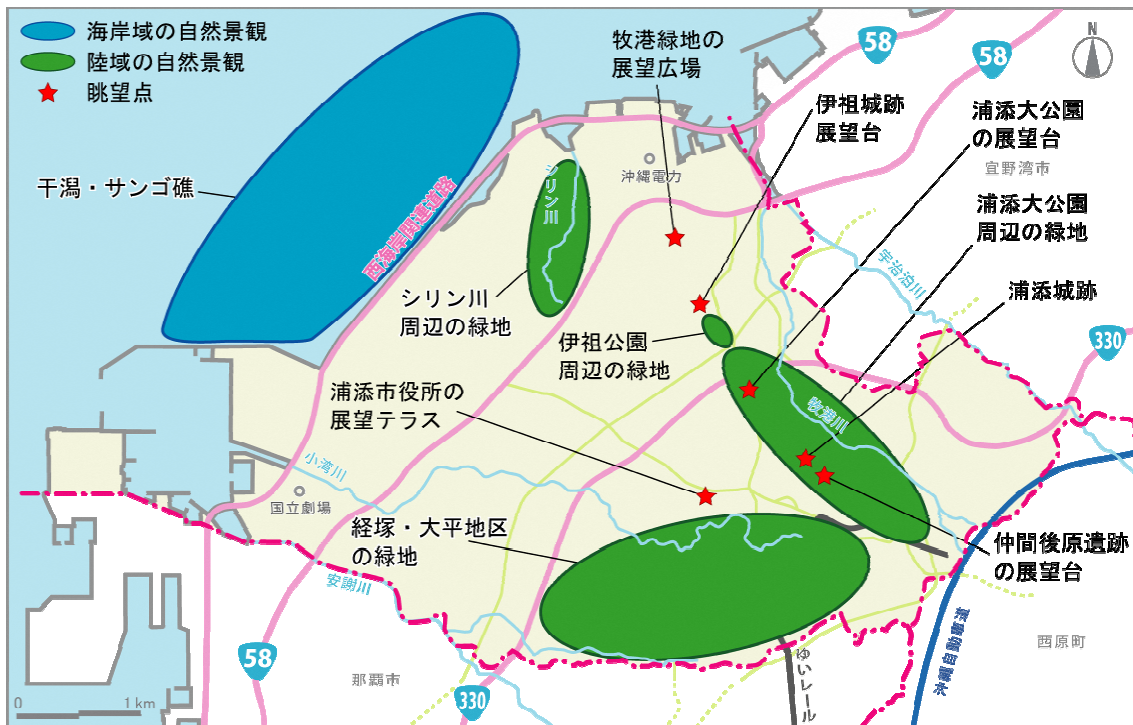 海岸域の自然景観
陸域の自然景観
眺望点
牧港緑地の
展望広場
58
58
N
伊祖城跡
展望台
浦添大公園
の展望台
宜野湾市
干潟・サンゴ礁
西海岸関連道路
シリン川
沖縄電力
浦添大公園
周辺の緑地
宇治泊川
浦添城跡
シリン川
周辺の緑地
伊祖公園
周辺の緑地
330
浦添市役所の
展望テラス
牧港川
小湾川
国立劇場
経塚・大平地区
の緑地
仲間後原遺跡
の展望台
安謝川
沖縄自動車道
西原町
58
那覇市
330
ゆいレール
0
1 km